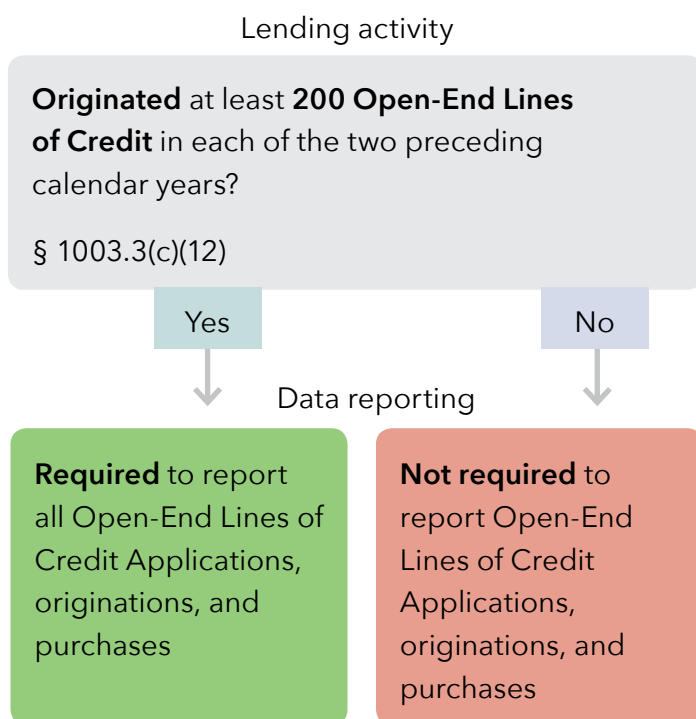 Lending activity
Originated at least 200 Open-End Lines
of Credit in each of the two preceding
calendar years?
§ 1003.3(c)(12)
Yes
No
Data reporting
Required to report
all Open-End Lines of
Credit Applications,
originations, and
purchases
Not required to
report Open-End
Lines of Credit
Applications,
originations, and
purchases